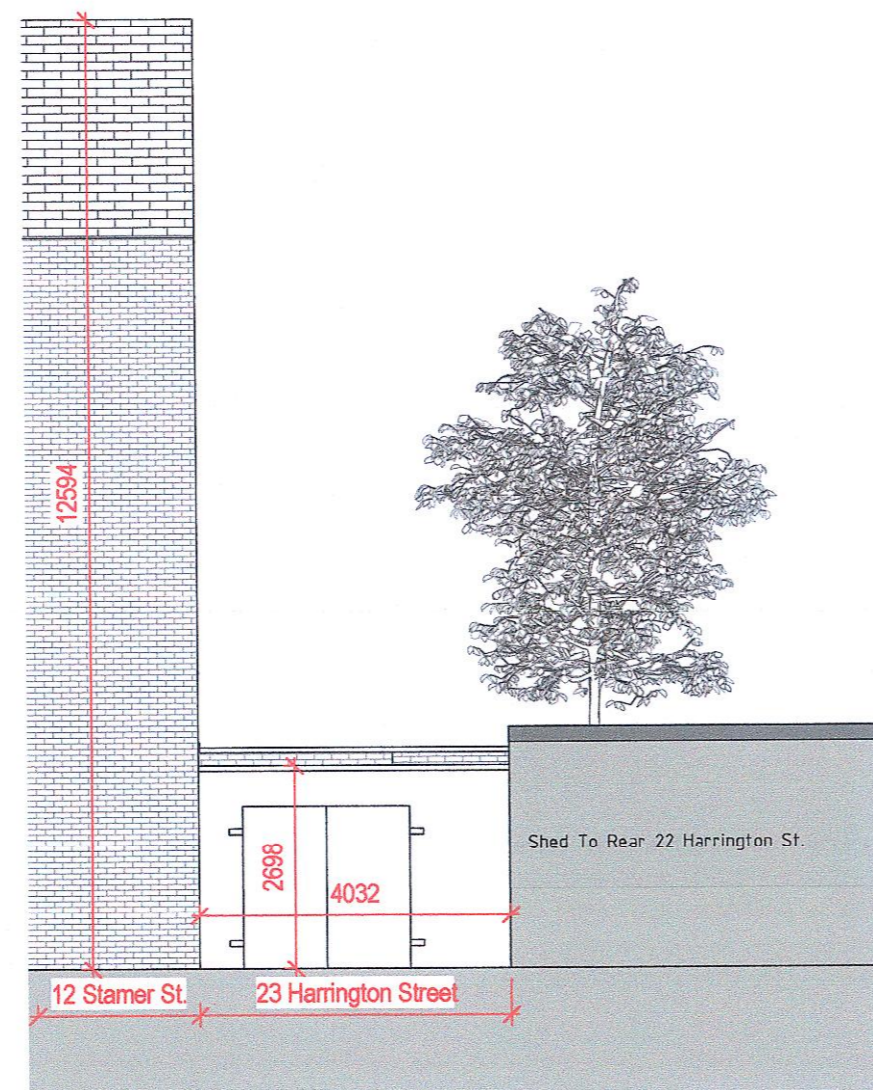 12594
Shed To Rear 22 Harrington St.
2698
4032
12 Stamer St.
23 Harrington Street